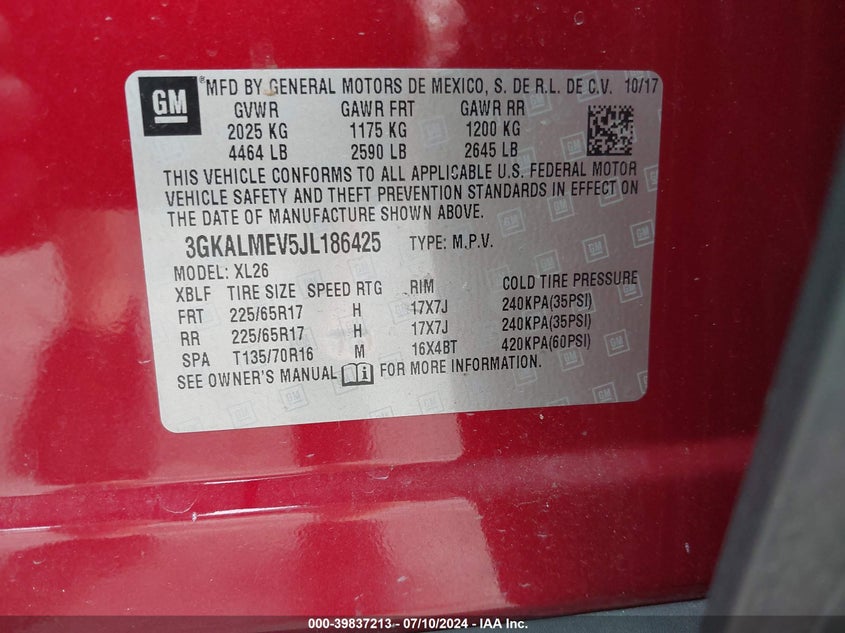 GM ®MFD BY GENERAL MOTORS DE MEXICO, S. DE R.L. DE C.V. 10/17
GVWR GAWR FRT GAWR RR
2025 KG 1175 KG 1200 KG
4464 LB 2590 LB 2645 LB
THIS VEHICLE CONFORMS TO ALL APPLICABLE U.S. FEDERAL MOTOR
VEHICLE SAFETY AND THEFT PREVENTION STANDARDS IN EFFECT ON
THE DATE OF MANUFACTURE SHOWN ABOVE.
3GKALMEV5JL186425 TYPE: M.P.V.
MODEL: XL26
XBLF TIRE SIZE SPEED RTG RIM COLD TIRE PRESSURE
FRT 225/65R17 H 17X7J 240KPA(35PSI)
RR 225/65R17 H 17X7J 240KPA(35PSI)
SPA T135/70R16 M 16X4BT 420KPA(60PSI)
SEE OWNER'S MANUAL FOR MORE INFORMATION.
000-39837213 - 07/10/2024 - IAA Inc.